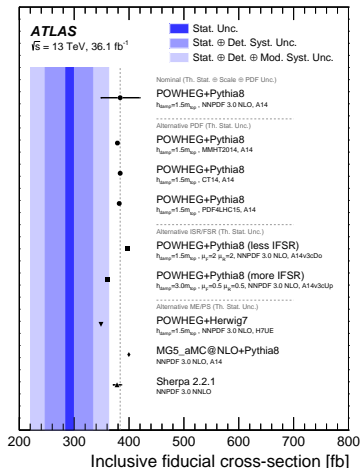 ATLAS
√s = 13 TeV, 36.1 fb⁻¹
Stat. Unc.
Stat. ⊕ Det. Syst. Unc.
Stat. ⊕ Det. ⊕ Mod. Syst. Unc.
Nominal (Th. Stat. ⊕ Scale ⊕ PDF Unc.)
POWHEG+Pythia8
h_damp=1.5m_top , NNPDF 3.0 NLO, A14
Alternative PDF (Th. Stat. Unc.)
POWHEG+Pythia8
h_damp=1.5m_top , MMHT2014, A14
POWHEG+Pythia8
h_damp=1.5m_top , CT14, A14
POWHEG+Pythia8
h_damp=1.5m_top , PDF4LHC15, A14
Alternative ISR/FSR (Th. Stat. Unc.)
POWHEG+Pythia8 (less IFSR)
h_damp=1.5m_top , μ_F=2 μ_R=2, NNPDF 3.0 NLO, A14v3cDo
POWHEG+Pythia8 (more IFSR)
h_damp=3.0m_top , μ_F=0.5 μ_R=0.5, NNPDF 3.0 NLO, A14v3cUp
Alternative ME/PS (Th. Stat. Unc.)
POWHEG+Herwig7
h_damp=1.5m_top , NNPDF 3.0 NLO, H7UE
MG5_aMC@NLO+Pythia8
NNPDF 3.0 NLO, A14
Sherpa 2.2.1
NNPDF 3.0 NNLO
200 300 400 500 600 700 800
Inclusive fiducial cross-section [fb]